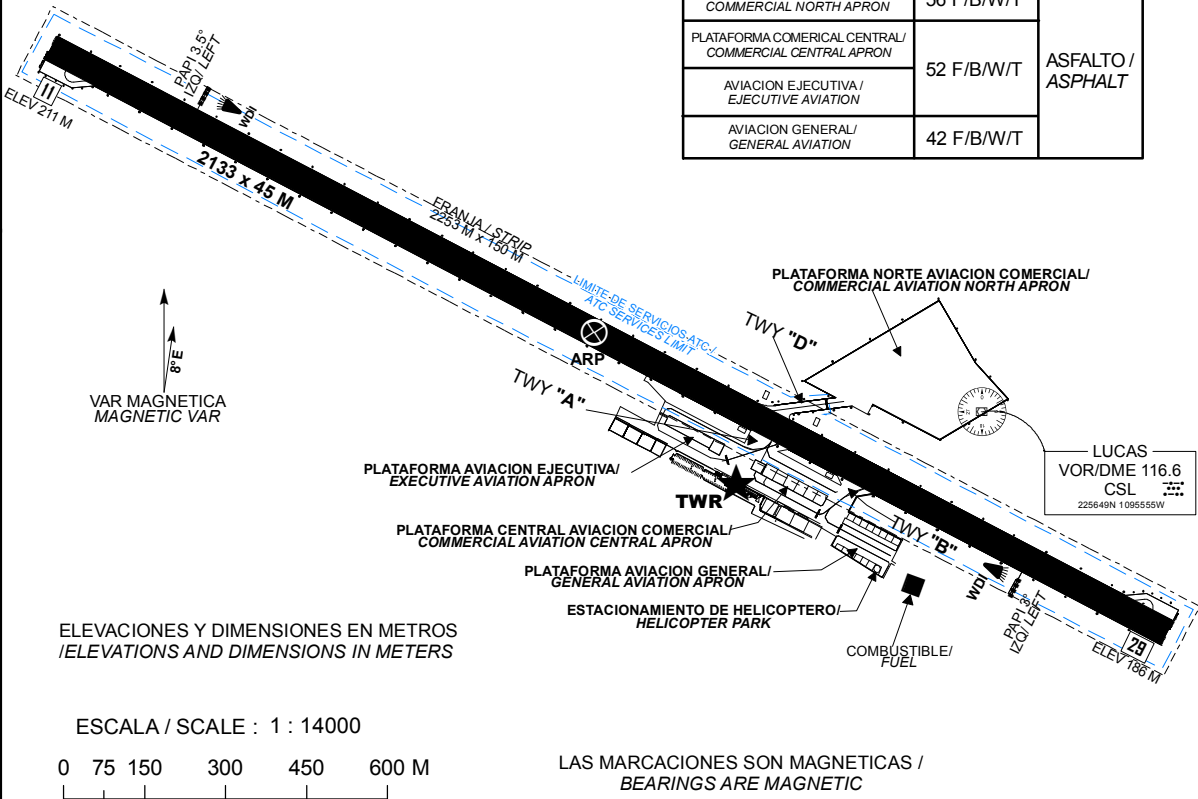 COMMERCIAL NORTH APRON
56 F/B/W/T
PLATAFORMA COMERICAL CENTRAL/
COMMERCIAL CENTRAL APRON
52 F/B/W/T
ASFALTO /
ASPHALT
AVIACION EJECUTIVA /
EJECUTIVE AVIATION
AVIACION GENERAL/
GENERAL AVIATION
42 F/B/W/T
11
ELEV 211 M
PAPI 3.5°
IZQ/ LEFT
WDI
2133 x 45 M
FRANJA / STRIP
2253 M x 150 M
LIMITE DE SERVICIOS ATC /
ATC SERVICES LIMIT
PLATAFORMA NORTE AVIACION COMERCIAL/
COMMERCIAL AVIATION NORTH APRON
TWY "D"
ARP
8° E
VAR MAGNETICA
MAGNETIC VAR
TWY "A"
LUCAS
VOR/DME 116.6
CSL
225649N 1095555W
PLATAFORMA AVIACION EJECUTIVA/
EXECUTIVE AVIATION APRON
TWR
PLATAFORMA CENTRAL AVIACION COMERCIAL/
COMMERCIAL AVIATION CENTRAL APRON
TWY "B"
PLATAFORMA AVIACION GENERAL/
GENERAL AVIATION APRON
WDI
PAPI 3°
IZQ/ LEFT
ESTACIONAMIENTO DE HELICOPTERO/
HELICOPTER PARK
29
ELEV 186 M
COMBUSTIBLE/
FUEL
ELEVACIONES Y DIMENSIONES EN METROS
/ELEVATIONS AND DIMENSIONS IN METERS
ESCALA / SCALE : 1 : 14000
0 75 150 300 450 600 M
LAS MARCACIONES SON MAGNETICAS /
BEARINGS ARE MAGNETIC